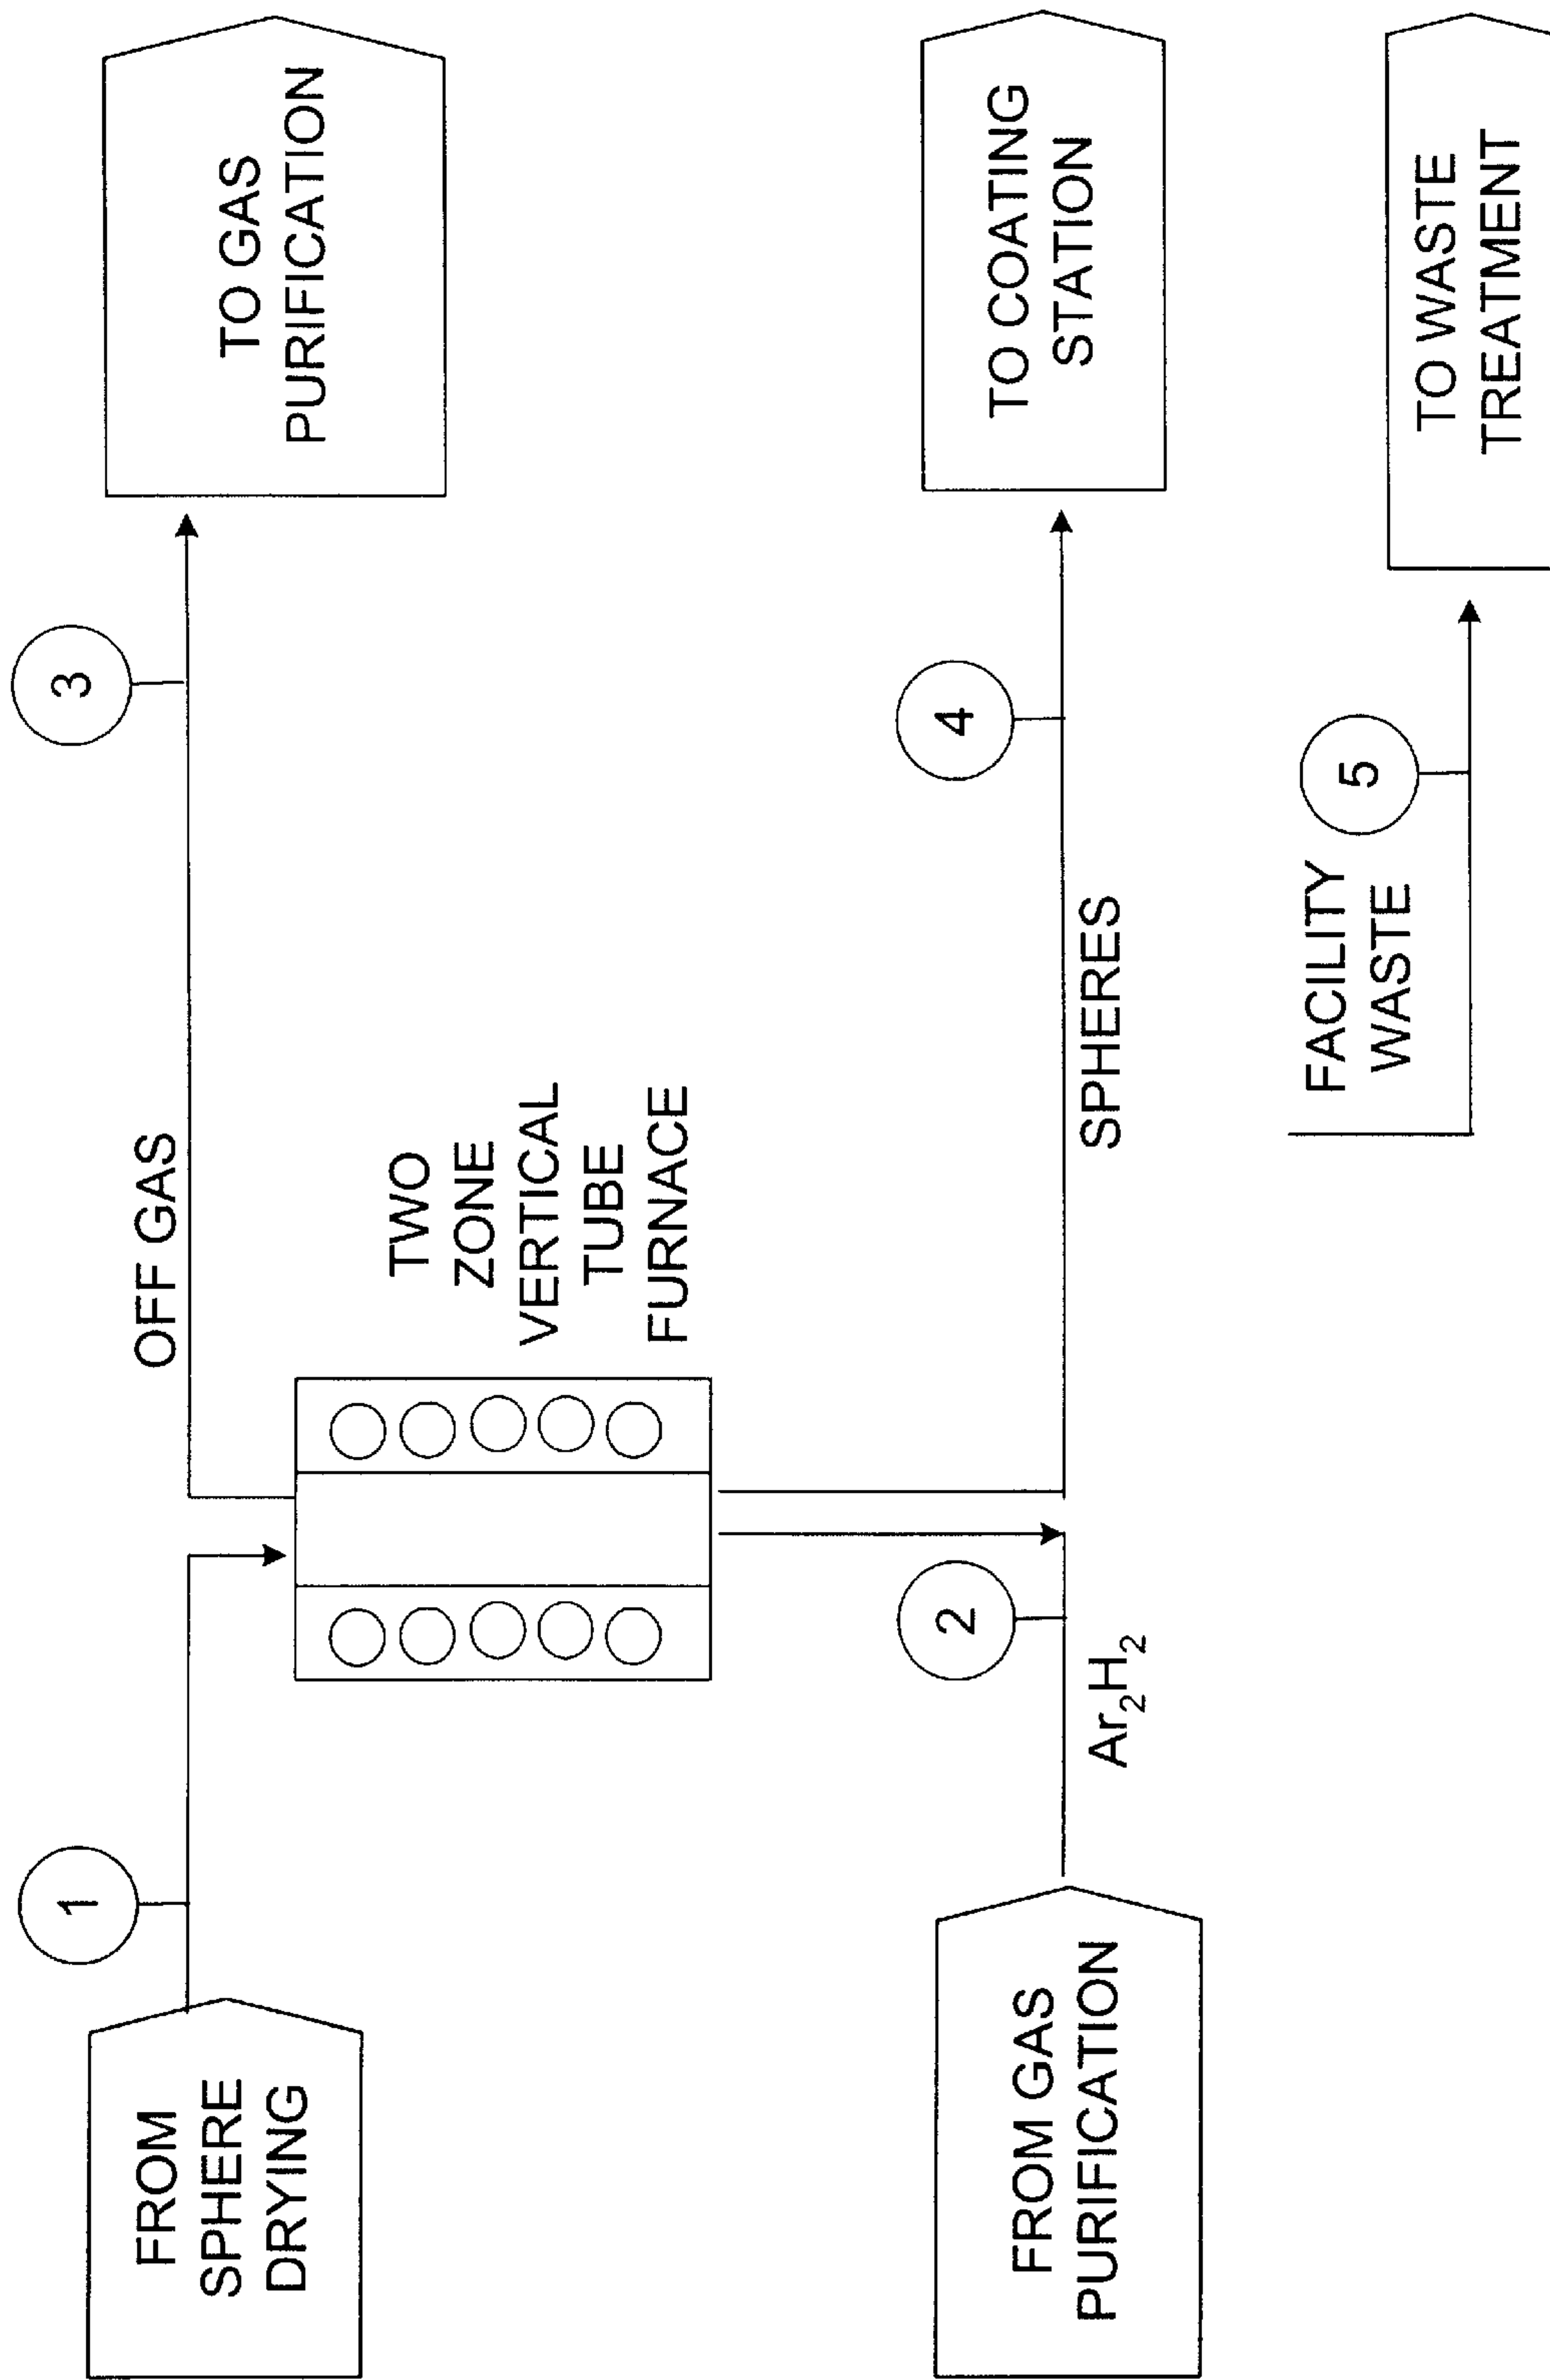 FROM
SPHERE
DRYING
1
OFF GAS
3
TO GAS
PURIFICATION
TWO
ZONE
VERTICAL
TUBE
FURNACE
FROM GAS
PURIFICATION
2
Ar₂H₂
SPHERES
4
TO COATING
STATION
FACILITY
WASTE
5
TO WASTE
TREATMENT